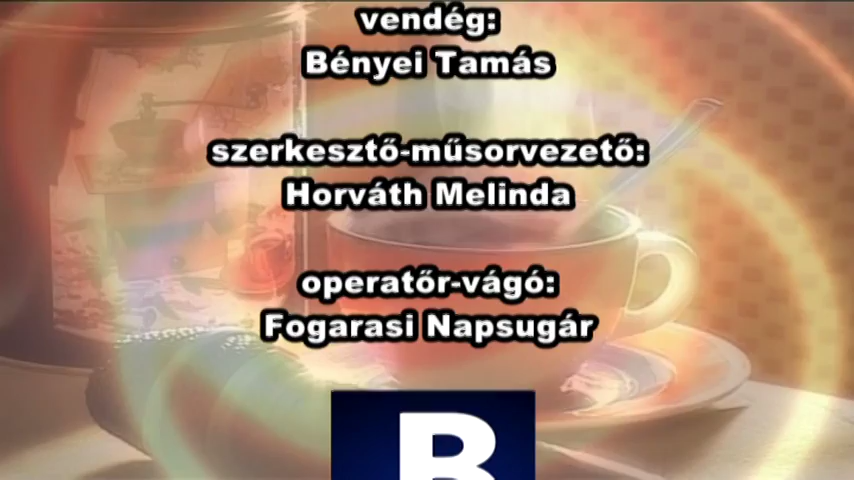 vendég:
Bényei Tamás
szerkesztő-műsorvezető:
Horváth Melinda
operatőr-vágó:
Fogarasi Napsugár
B